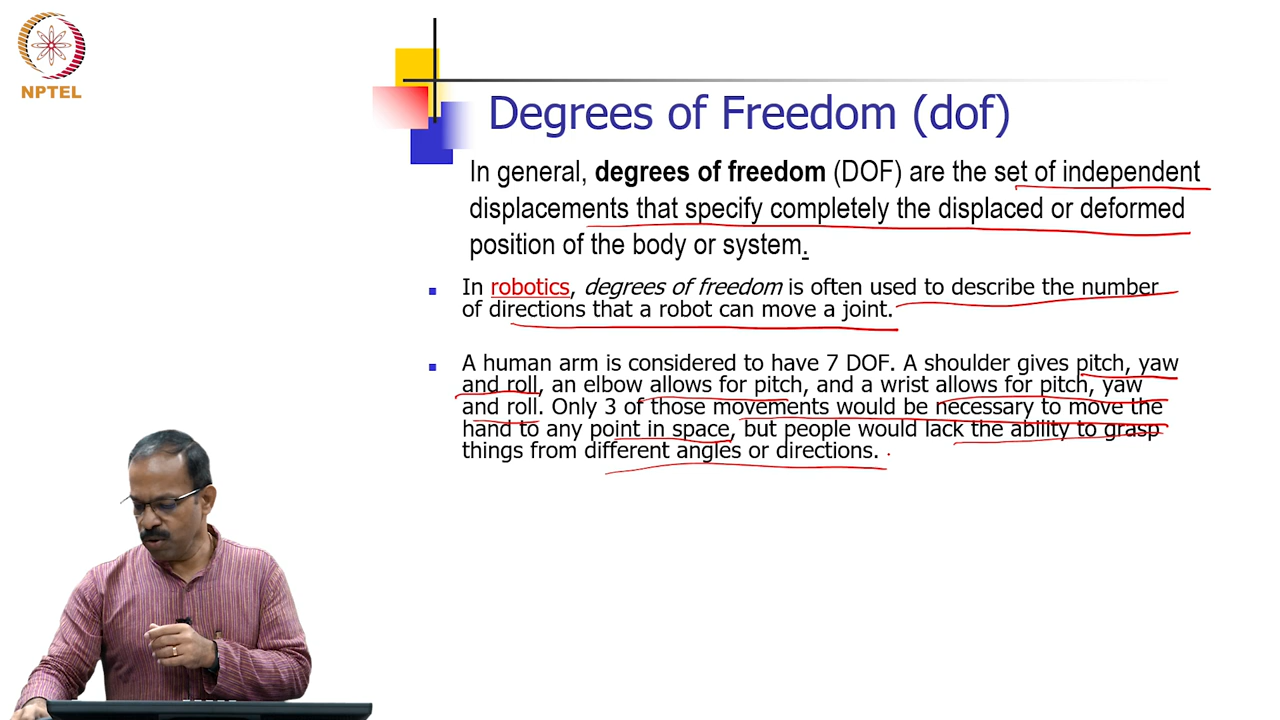 NPTEL
Degrees of Freedom (dof)
In general, degrees of freedom (DOF) are the set of independent
displacements that specify completely the displaced or deformed
position of the body or system.
In robotics, degrees of freedom is often used to describe the number
of directions that a robot can move a joint.
A human arm is considered to have 7 DOF. A shoulder gives pitch, yaw
and roll, an elbow allows for pitch, and a wrist allows for pitch, yaw
and roll. Only 3 of those movements would be necessary to move the
hand to any point in space, but people would lack the ability to grasp
things from different angles or directions.